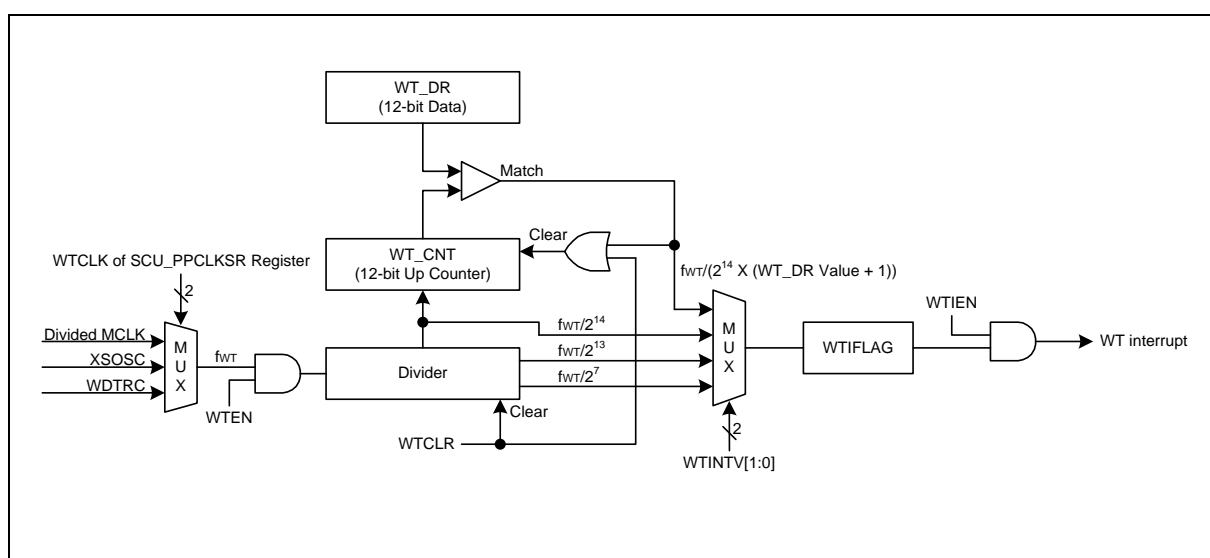 WT_DR
(12-bit Data)
Match
Clear
WT_CNT
(12-bit Up Counter)
WTCLK of SCU_PPCLKSR Register
fWT/(2^14 X (WT_DR Value + 1))
2
Divided MCLK
XSOSC
WDTRC
MUX
fWT
WTEN
Divider
fWT/2^14
fWT/2^13
fWT/2^7
Clear
WTCLR
MUX
2
WTINTV[1:0]
WTIFLAG
WTIEN
WT interrupt